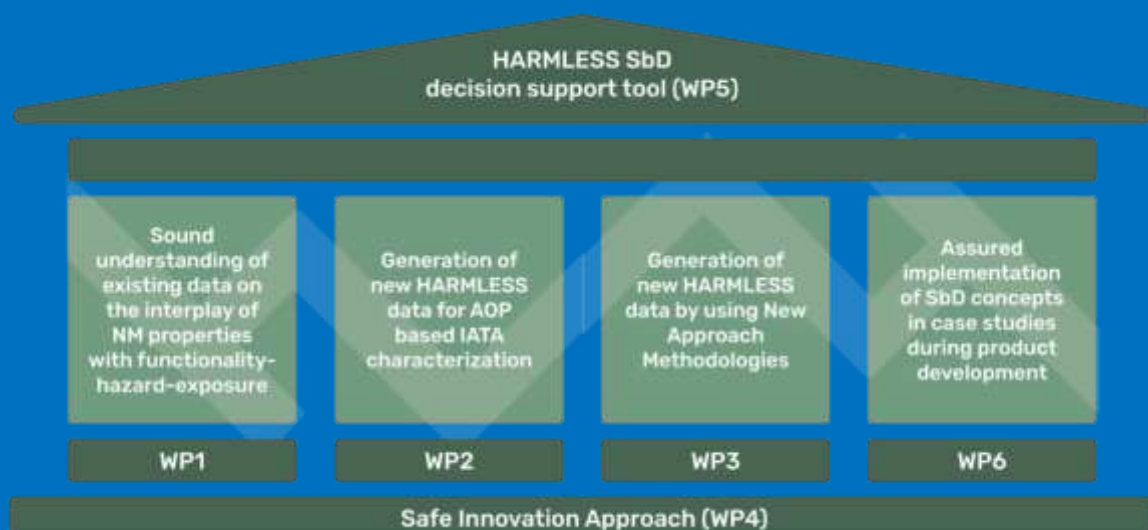 HARMLESS SbD
decision support tool (WP5)
Sound
understanding of
existing data on
the interplay of
NM properties
with functionality-
hazard-exposure
Generation of
new HARMLESS
data for AOP
based IATA
characterization
Generation of
new HARMLESS
data by using New
Approach
Methodologies
Assured
implementation
of SbD concepts
in case studies
during product
development
WP1
WP2
WP3
WP6
Safe Innovation Approach (WP4)